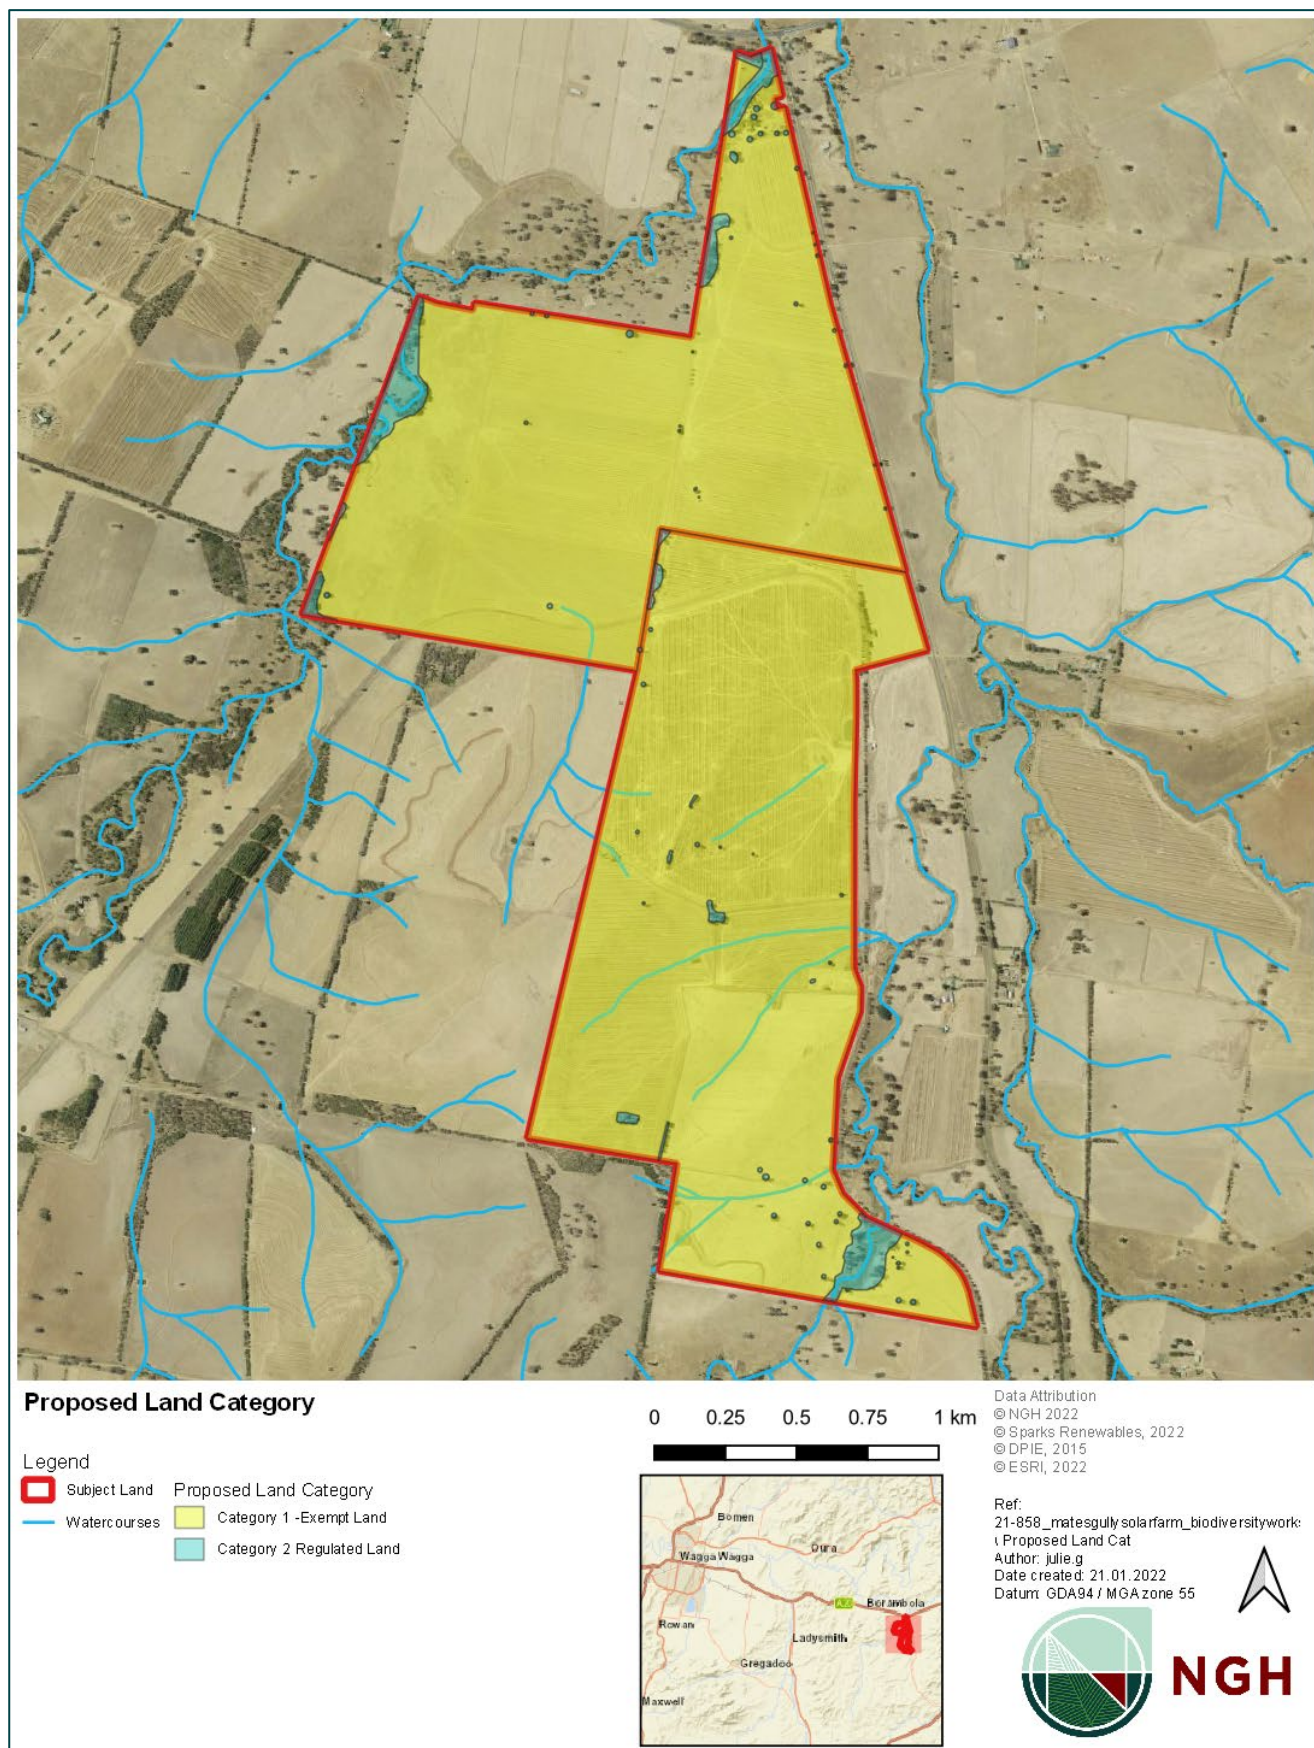 Proposed Land Category
Legend
Subject Land
Watercourses
Proposed Land Category
Category 1 -Exempt Land
Category 2 Regulated Land
0 0.25 0.5 0.75 1 km
Bomen
Wagga Wagga
Oura
A20
Borambola
Rowan
Ladysmith
Gregadoo
Maxwell
Data Attribution
© NGH 2022
© Sparks Renewables, 2022
© DPIE, 2015
© ESRI, 2022
Ref:
21-858_matesgullysolarfarm_biodiversityworks
\ Proposed Land Cat
Author: julie.g
Date created: 21.01.2022
Datum: GDA94 / MGA zone 55
NGH